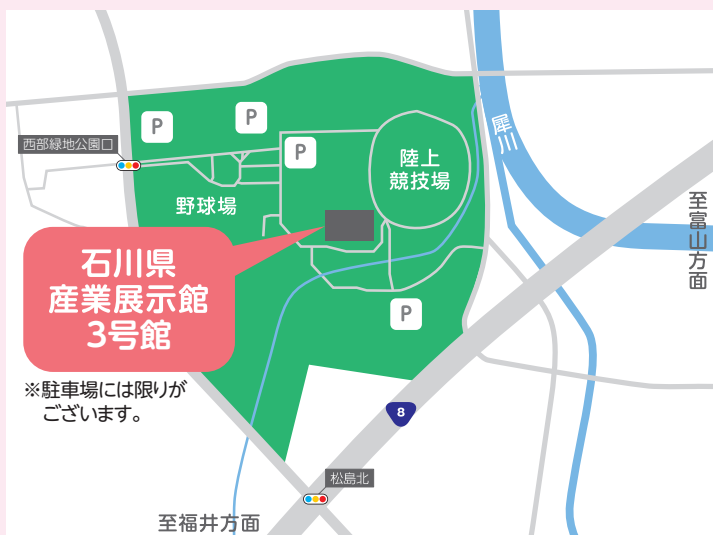 西部緑地公園口
P
P
P
陸上
競技場
犀川
野球場
至富山方面
石川県
産業展示館
3号館
P
※駐車場には限りが
ございます。
8
松島北
至福井方面